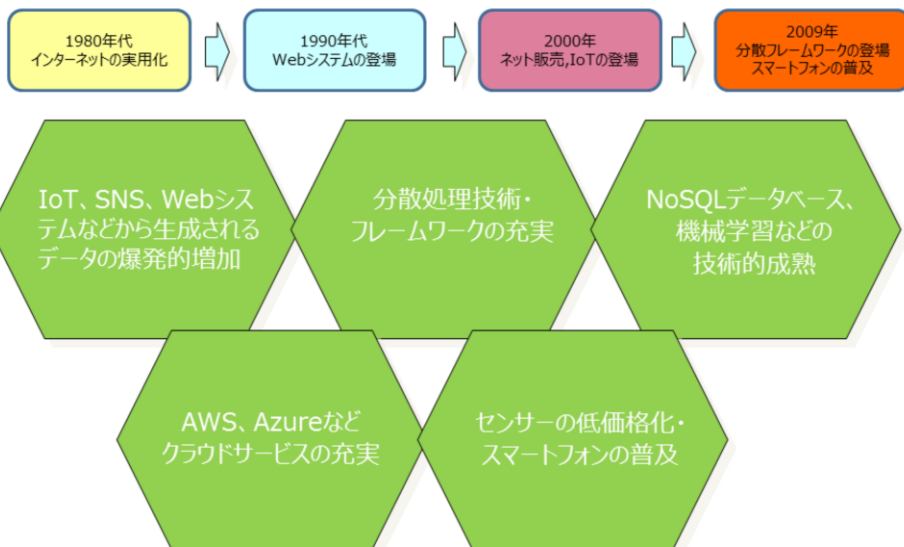 1980年代
インターネットの実用化
1990年代
Webシステムの登場
2000年
ネット販売,IoTの登場
2009年
分散フレームワークの登場
スマートフォンの普及
IoT、SNS、Webシス
テムなどから生成される
データの爆発的増加
分散処理技術・
フレームワークの充実
NoSQLデータベース、
機械学習などの
技術的成熟
AWS、Azureなど
クラウドサービスの充実
センサーの低価格化・
スマートフォンの普及